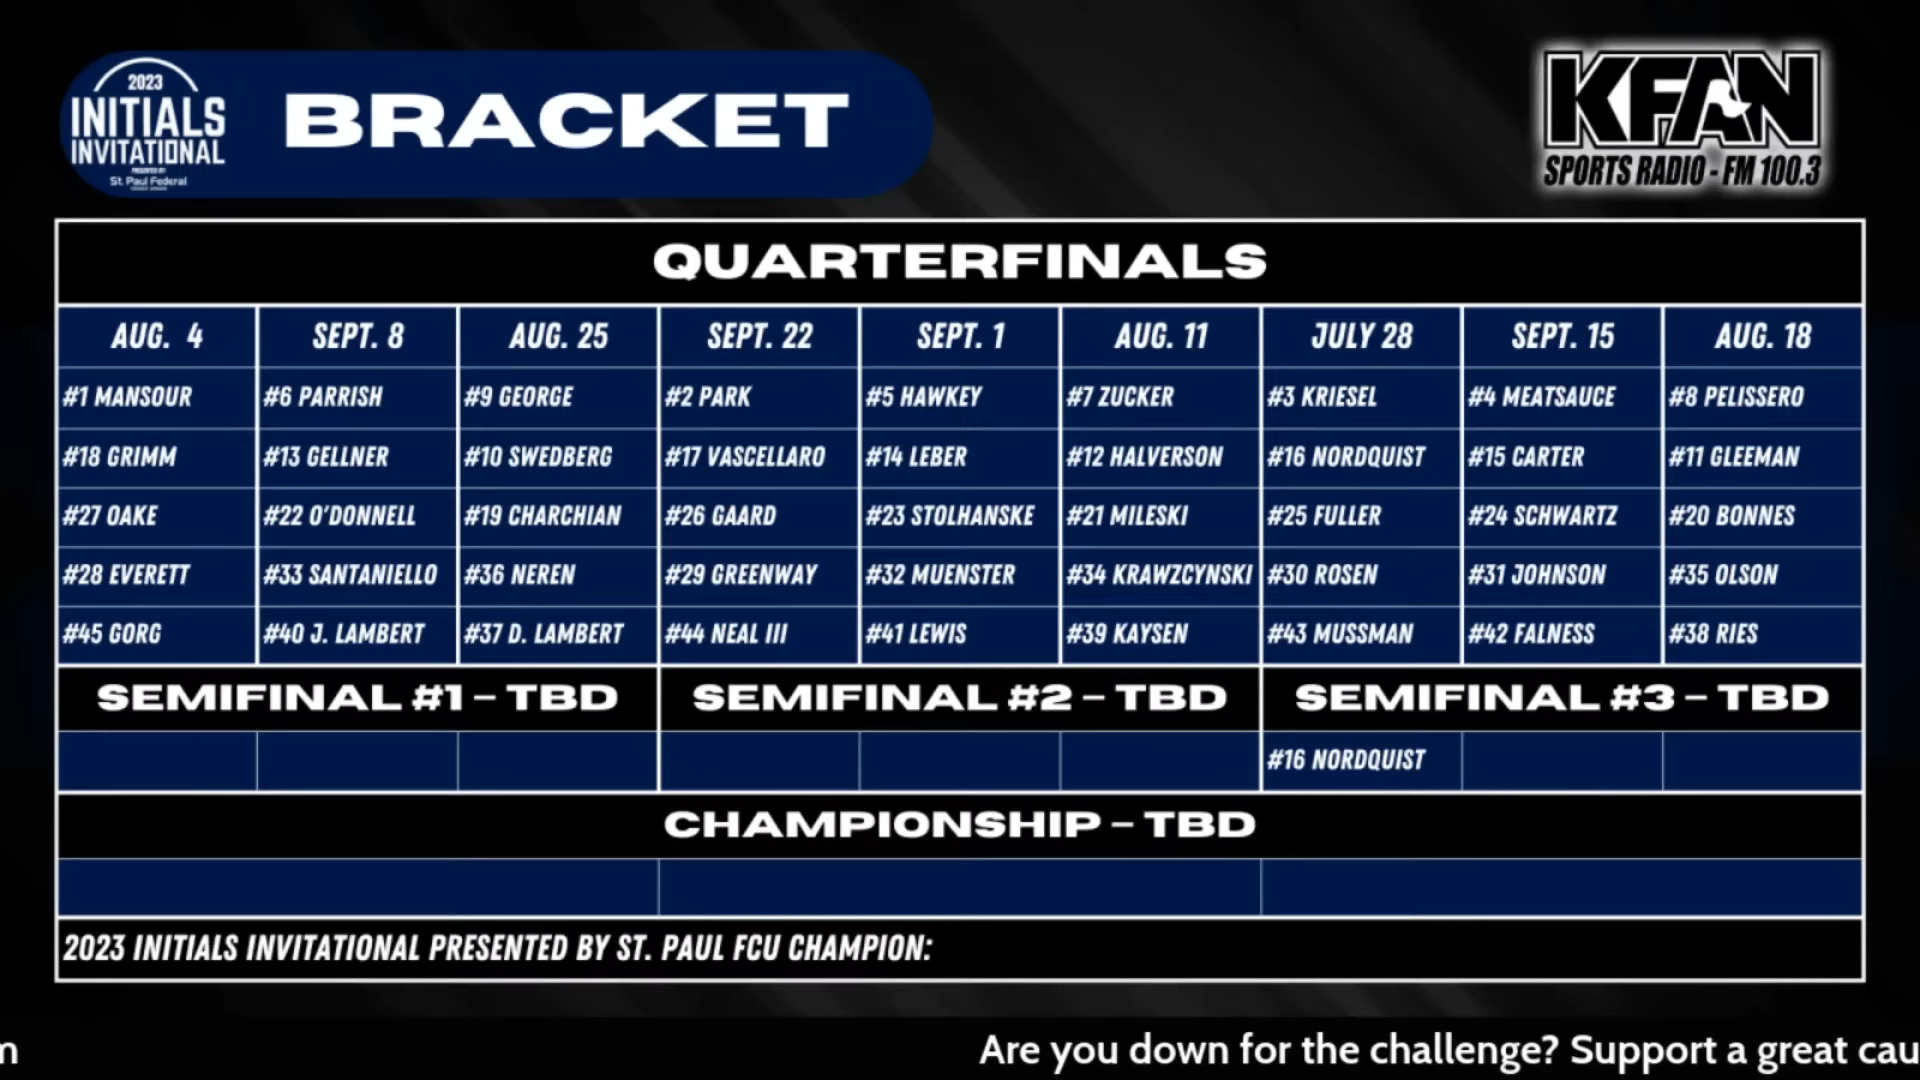 2023
INITIALS
INVITATIONAL
PRESENTED BY
St. Paul Federal
CREDIT UNION
BRACKET
KFAN
SPORTS RADIO - FM 100.3
QUARTERFINALS
AUG. 4 SEPT. 8 AUG. 25 SEPT. 22 SEPT. 1 AUG. 11 JULY 28 SEPT. 15 AUG. 18
#1 MANSOUR #6 PARRISH #9 GEORGE #2 PARK #5 HAWKEY #7 ZUCKER #3 KRIESEL #4 MEATSAUCE #8 PELISSERO
#18 GRIMM #13 GELLNER #10 SWEDBERG #17 VASCELLARO #14 LEBER #12 HALVERSON #16 NORDQUIST #15 CARTER #11 GLEEMAN
#27 OAKE #22 O'DONNELL #19 CHARCHIAN #26 GAARD #23 STOLHANSKE #21 MILESKI #25 FULLER #24 SCHWARTZ #20 BONNES
#28 EVERETT #33 SANTANIELLO #36 NEREN #29 GREENWAY #32 MUENSTER #34 KRAWZCYNSKI #30 ROSEN #31 JOHNSON #35 OLSON
#45 GORG #40 J. LAMBERT #37 D. LAMBERT #44 NEAL III #41 LEWIS #39 KAYSEN #43 MUSSMAN #42 FALNESS #38 RIES
SEMIFINAL #1 – TBD SEMIFINAL #2 – TBD SEMIFINAL #3 – TBD
#16 NORDQUIST
CHAMPIONSHIP – TBD
2023 INITIALS INVITATIONAL PRESENTED BY ST. PAUL FCU CHAMPION:
m Are you down for the challenge? Support a great cau